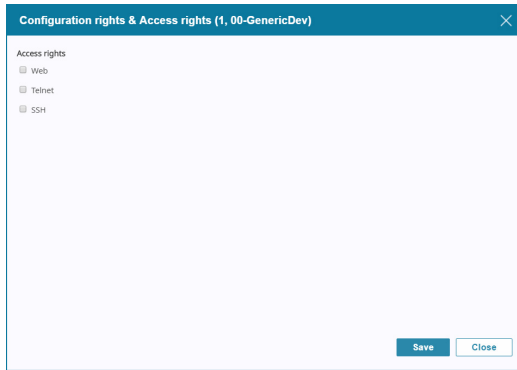 Configuration rights & Access rights (1, 00-GenericDev)
Access rights
Web
Telnet
SSH
Save Close